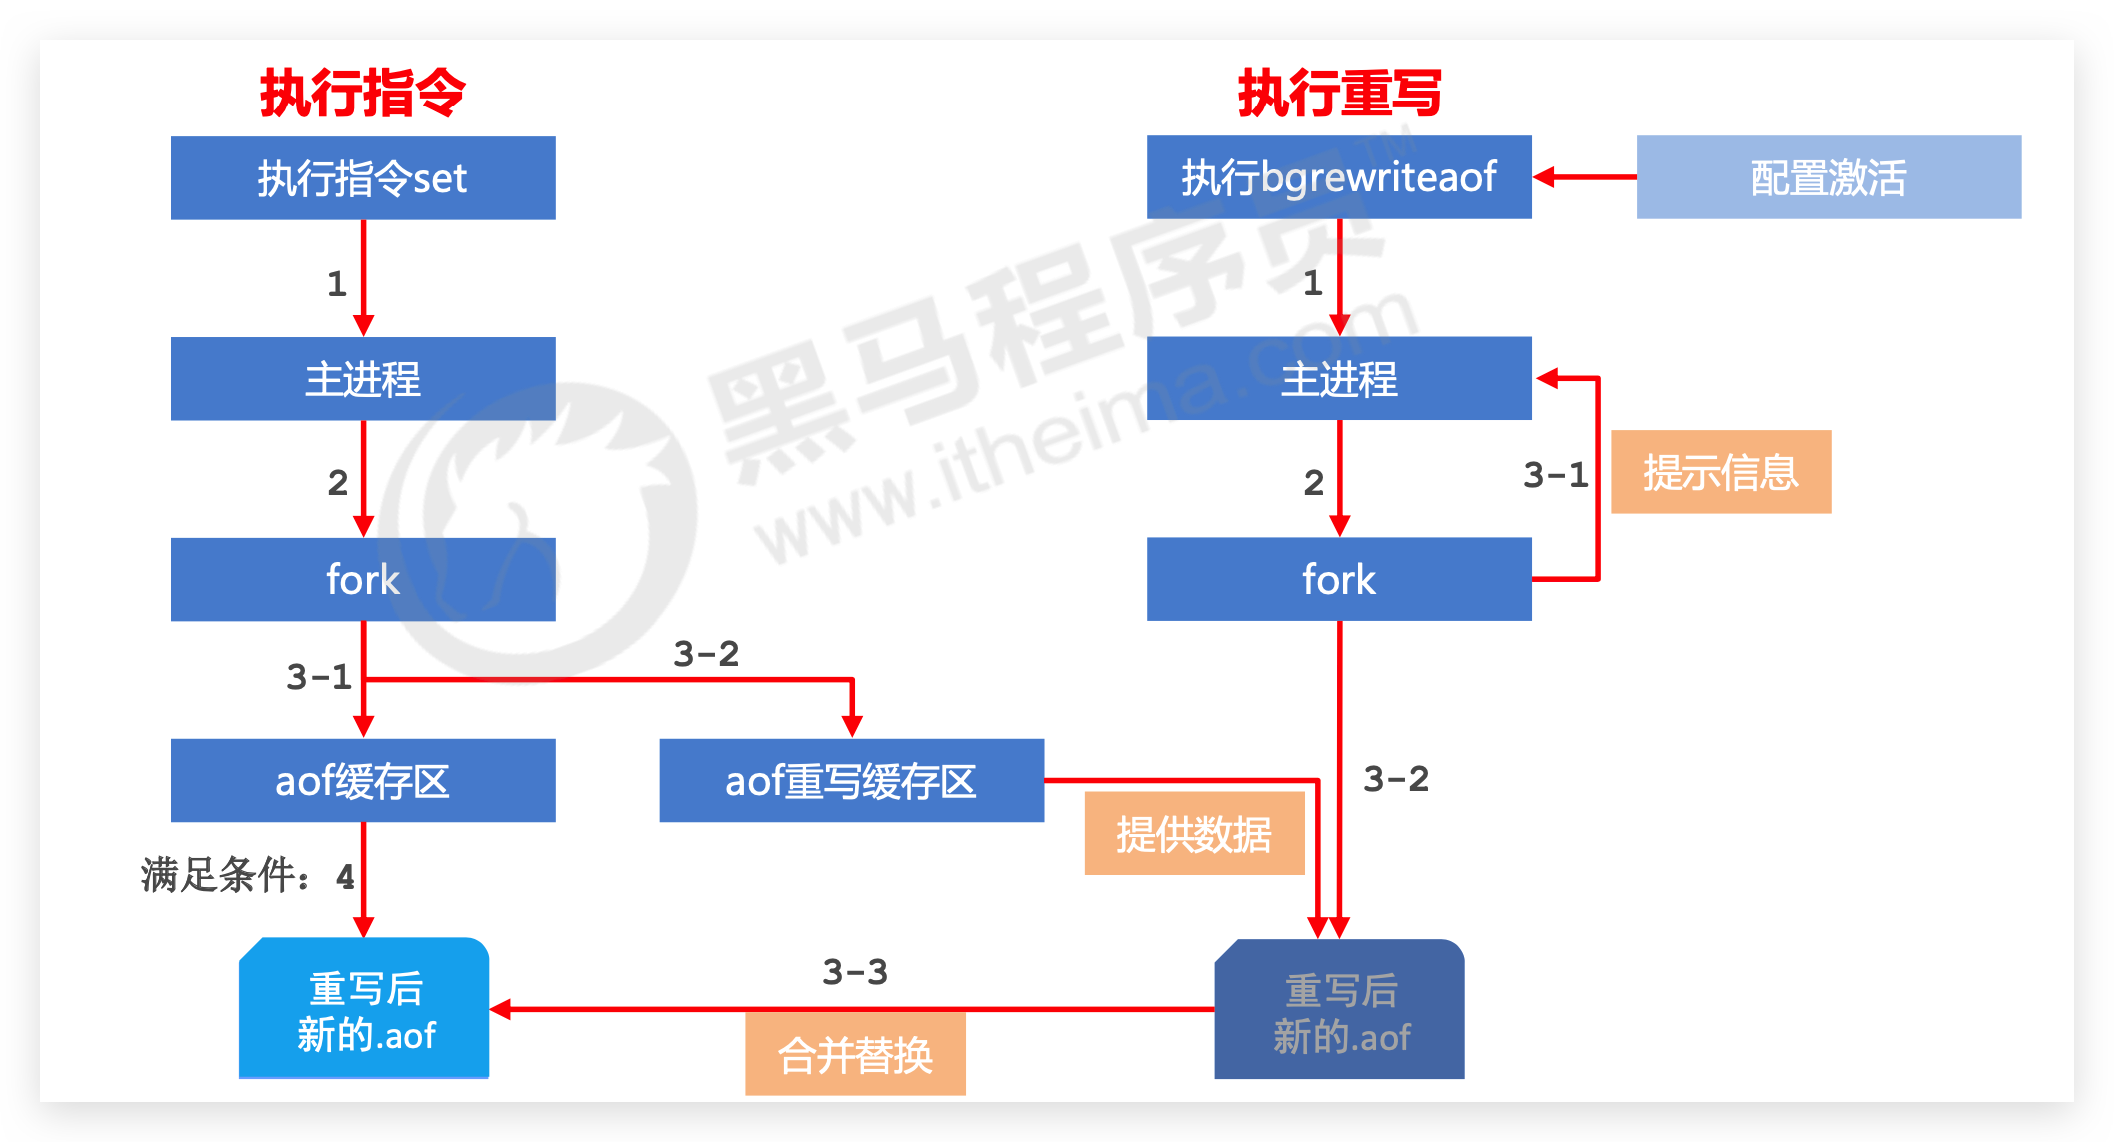 执行指令
执行重写
执行指令set
执行bgrewriteaof
配置激活
1
1
主进程
主进程
2
2
3-1
提示信息
fork
fork
3-1
3-2
aof缓存区
aof重写缓存区
3-2
提供数据
满足条件：4
重写后
新的.aof
3-3
合并替换
重写后
新的.aof
黑马程序员™
www.itheima.com